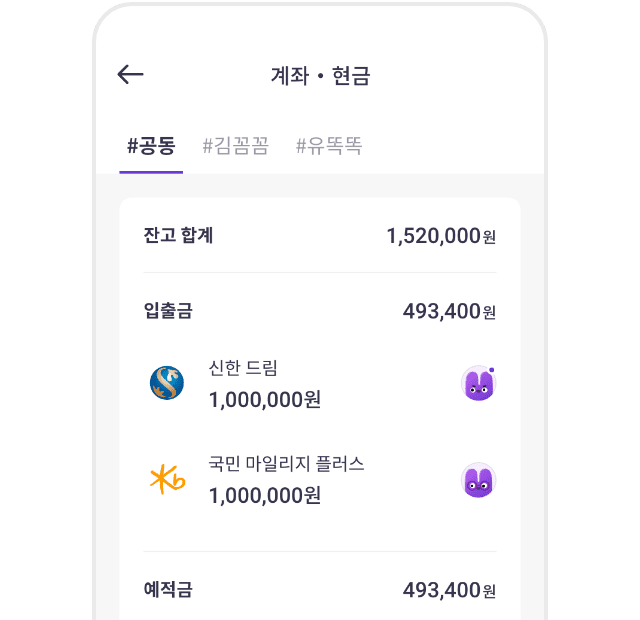 계좌 • 현금
#공동 #김꼼꼼 #유똑똑
잔고 합계 1,520,000원
입출금 493,400원
신한 드림
1,000,000원
국민 마일리지 플러스
1,000,000원
예적금 493,400원